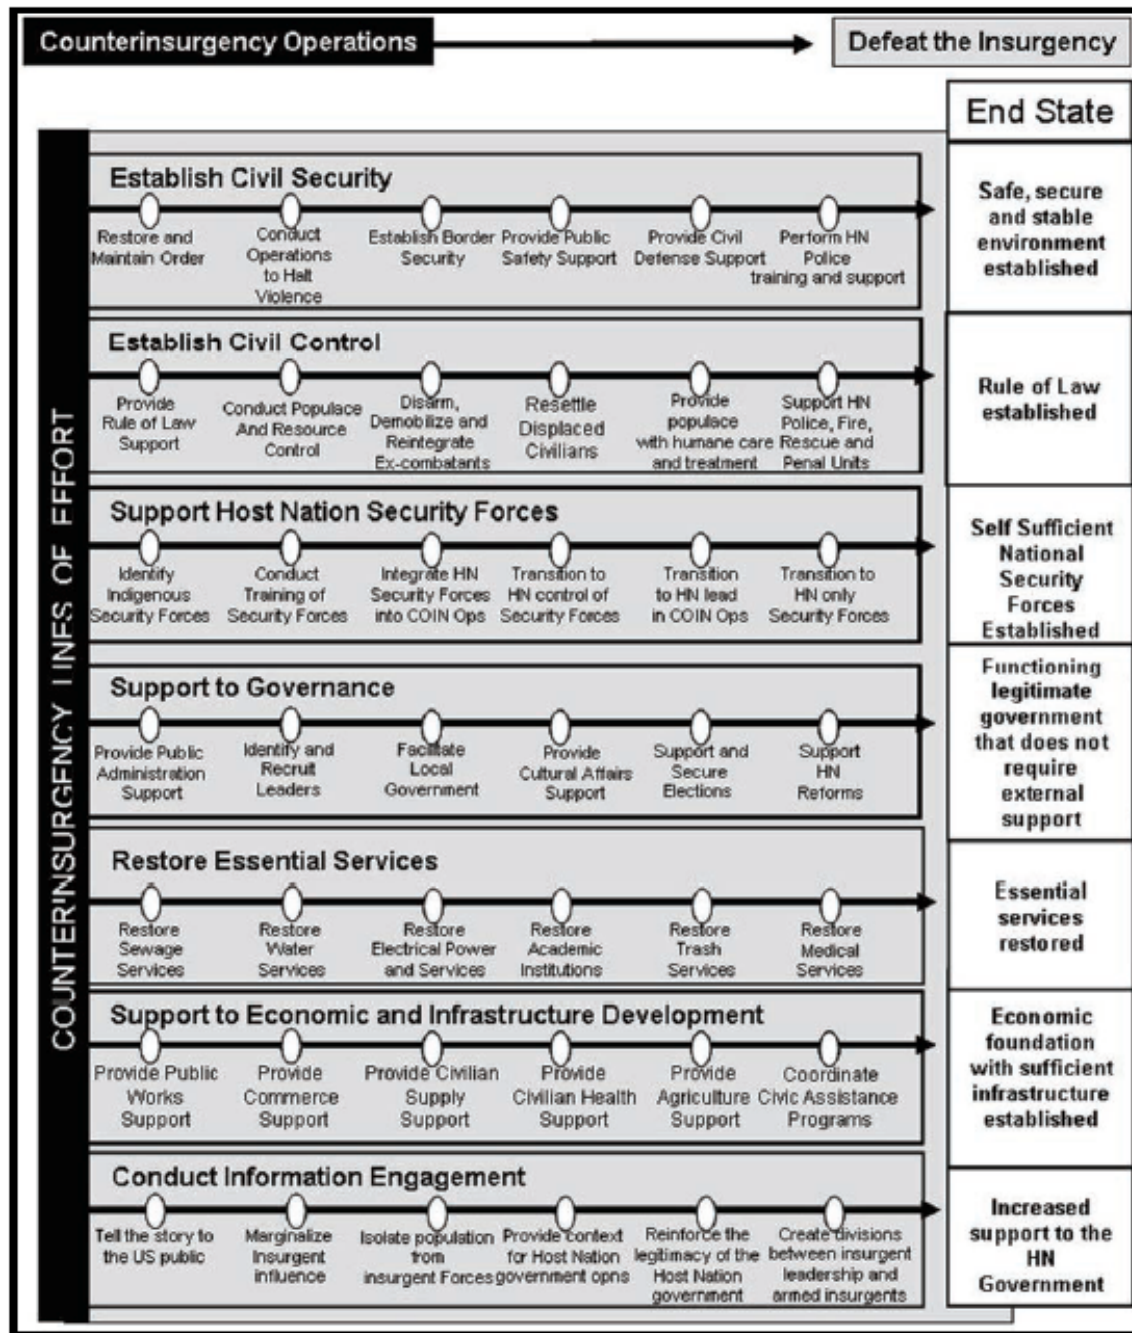 Counterinsurgency Operations
Defeat the Insurgency
End State
COUNTERINSURGENCY LINES OF EFFORT
Establish Civil Security
Restore and
Maintain Order
Conduct
Operations
to Halt
Violence
Establish Border
Security
Provide Public
Safety Support
Provide Civil
Defense Support
Perform HN
Police
training and support
Safe, secure
and stable
environment
established
Establish Civil Control
Provide
Rule of Law
Support
Conduct Populace
And Resource
Control
Disarm,
Demobilize and
Reintegrate
Ex-combatants
Resettle
Displaced
Civilians
Provide
populace
with humane care
and treatment
Support HN
Police, Fire,
Rescue and
Penal Units
Rule of Law
established
Support Host Nation Security Forces
Identify
Indigenous
Security Forces
Conduct
Training of
Security Forces
Integrate HN
Security Forces
into COIN Ops
Transition to
HN control of
Security Forces
Transition
to HN lead
in COIN Ops
Transition to
HN only
Security Forces
Self Sufficient
National
Security
Forces
Established
Support to Governance
Provide Public
Administration
Support
Identify and
Recruit
Leaders
Facilitate
Local
Government
Provide
Cultural Affairs
Support
Support and
Secure
Elections
Support
HN
Reforms
Functioning
legitimate
government
that does not
require
external
support
Restore Essential Services
Restore
Sewage
Services
Restore
Water
Services
Restore
Electrical Power
and Services
Restore
Academic
Institutions
Restore
Trash
Services
Restore
Medical
Services
Essential
services
restored
Support to Economic and Infrastructure Development
Provide Public
Works
Support
Provide
Commerce
Support
Provide Civilian
Supply
Support
Provide
Civilian Health
Support
Provide
Agriculture
Support
Coordinate
Civic Assistance
Programs
Economic
foundation
with sufficient
infrastructure
established
Conduct Information Engagement
Tell the story to
the US public
Marginalize
Insurgent
influence
Isolate population
from
insurgent Forces
Provide context
for Host Nation
government opns
Reinforce the
legitimacy of the
Host Nation
government
Create divisions
between insurgent
leadership and
armed insurgents
Increased
support to the
HN
Government